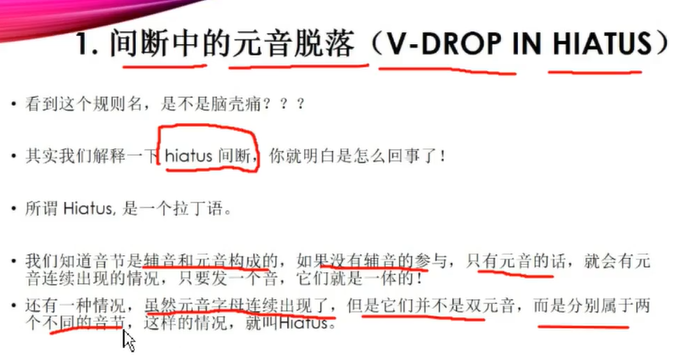 1. 间断中的元音脱落（V-DROP IN HIATUS）
• 看到这个规则名，是不是脑壳痛？？？
• 其实我们解释一下 hiatus 间断，你就明白是怎么回事了！
• 所谓 Hiatus, 是一个拉丁语。
• 我们知道音节是辅音和元音构成的，如果没有辅音的参与，只有元音的话，就会有元
音连续出现的情况，只要发一个音，它们就是一体的！
• 还有一种情况，虽然元音字母连续出现了，但是它们并不是双元音，而是分别属于两
个不同的音节，这样的情况，就叫Hiatus。